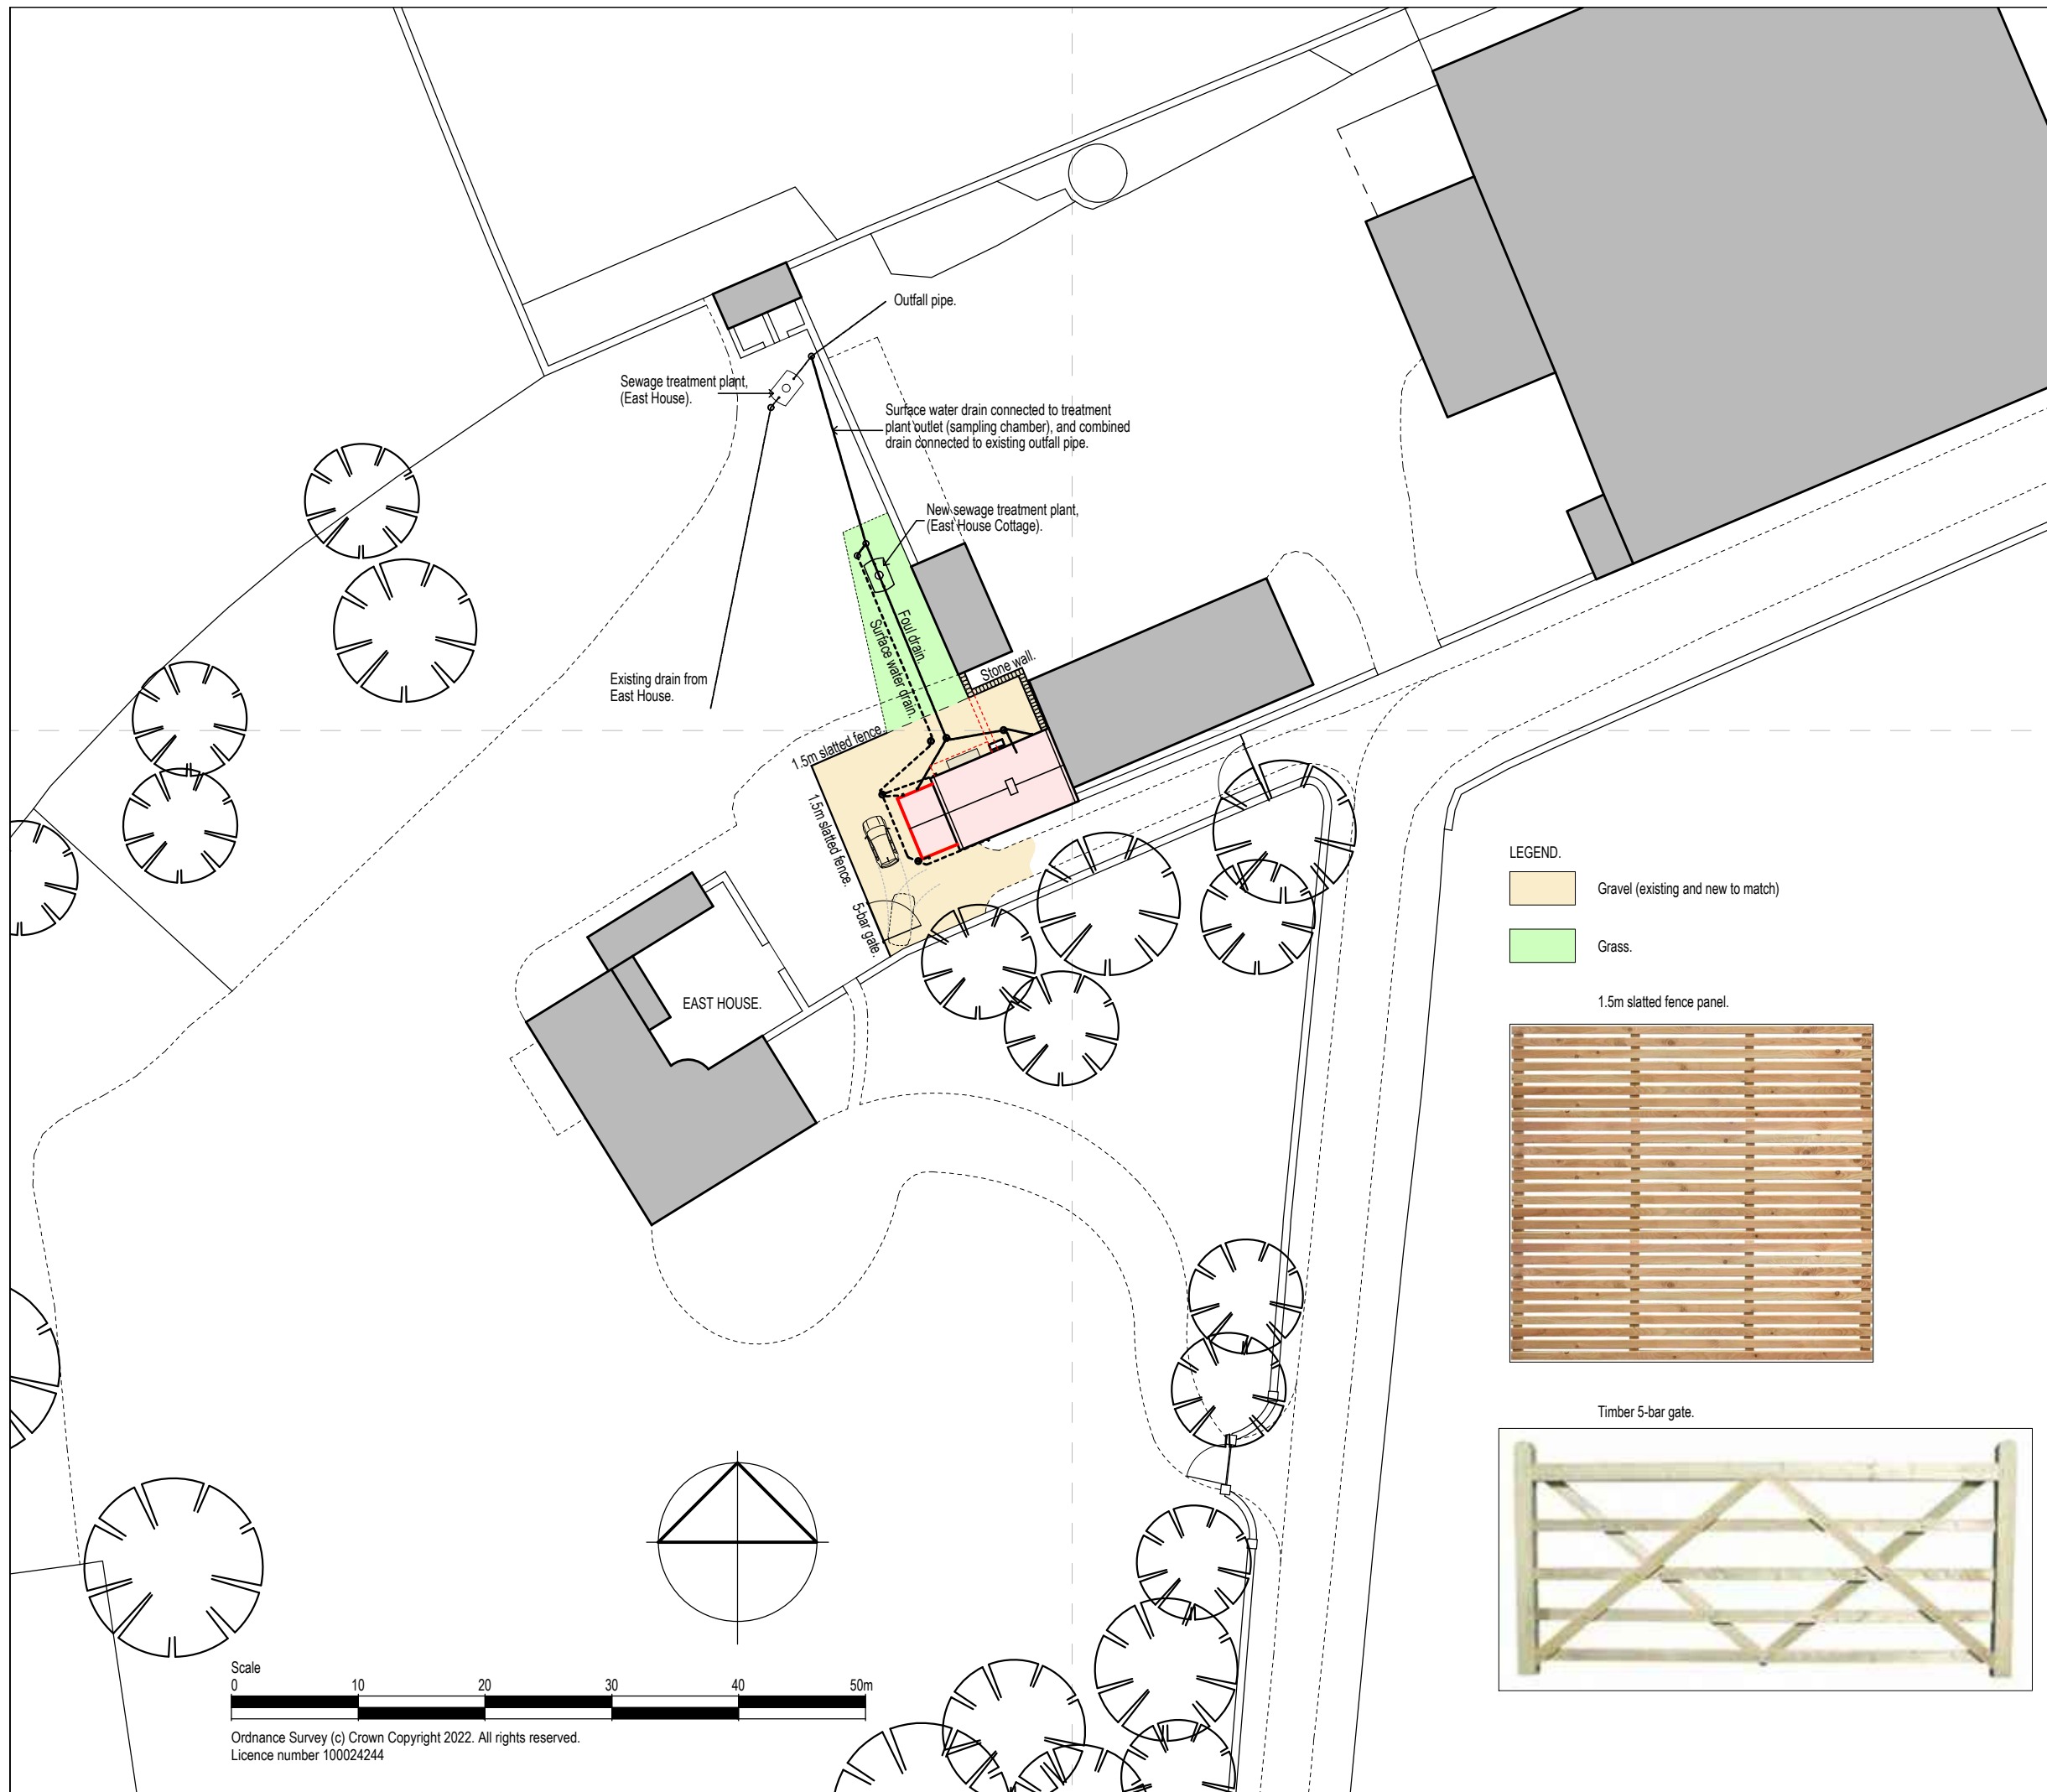 Outfall pipe.
Sewage treatment plant,
(East House).
Surface water drain connected to treatment
plant outlet (sampling chamber), and combined
drain connected to existing outfall pipe.
New sewage treatment plant,
(East House Cottage).
Foul drain.
Surface water drain.
Stone wall.
Existing drain from
East House.
1.5m slatted fence.
1.5m slatted fence.
5-bar gate.
EAST HOUSE.
LEGEND.
Gravel (existing and new to match)
Grass.
1.5m slatted fence panel.
Timber 5-bar gate.
Scale
0 10 20 30 40 50m
Ordnance Survey (c) Crown Copyright 2022. All rights reserved.
Licence number 100024244